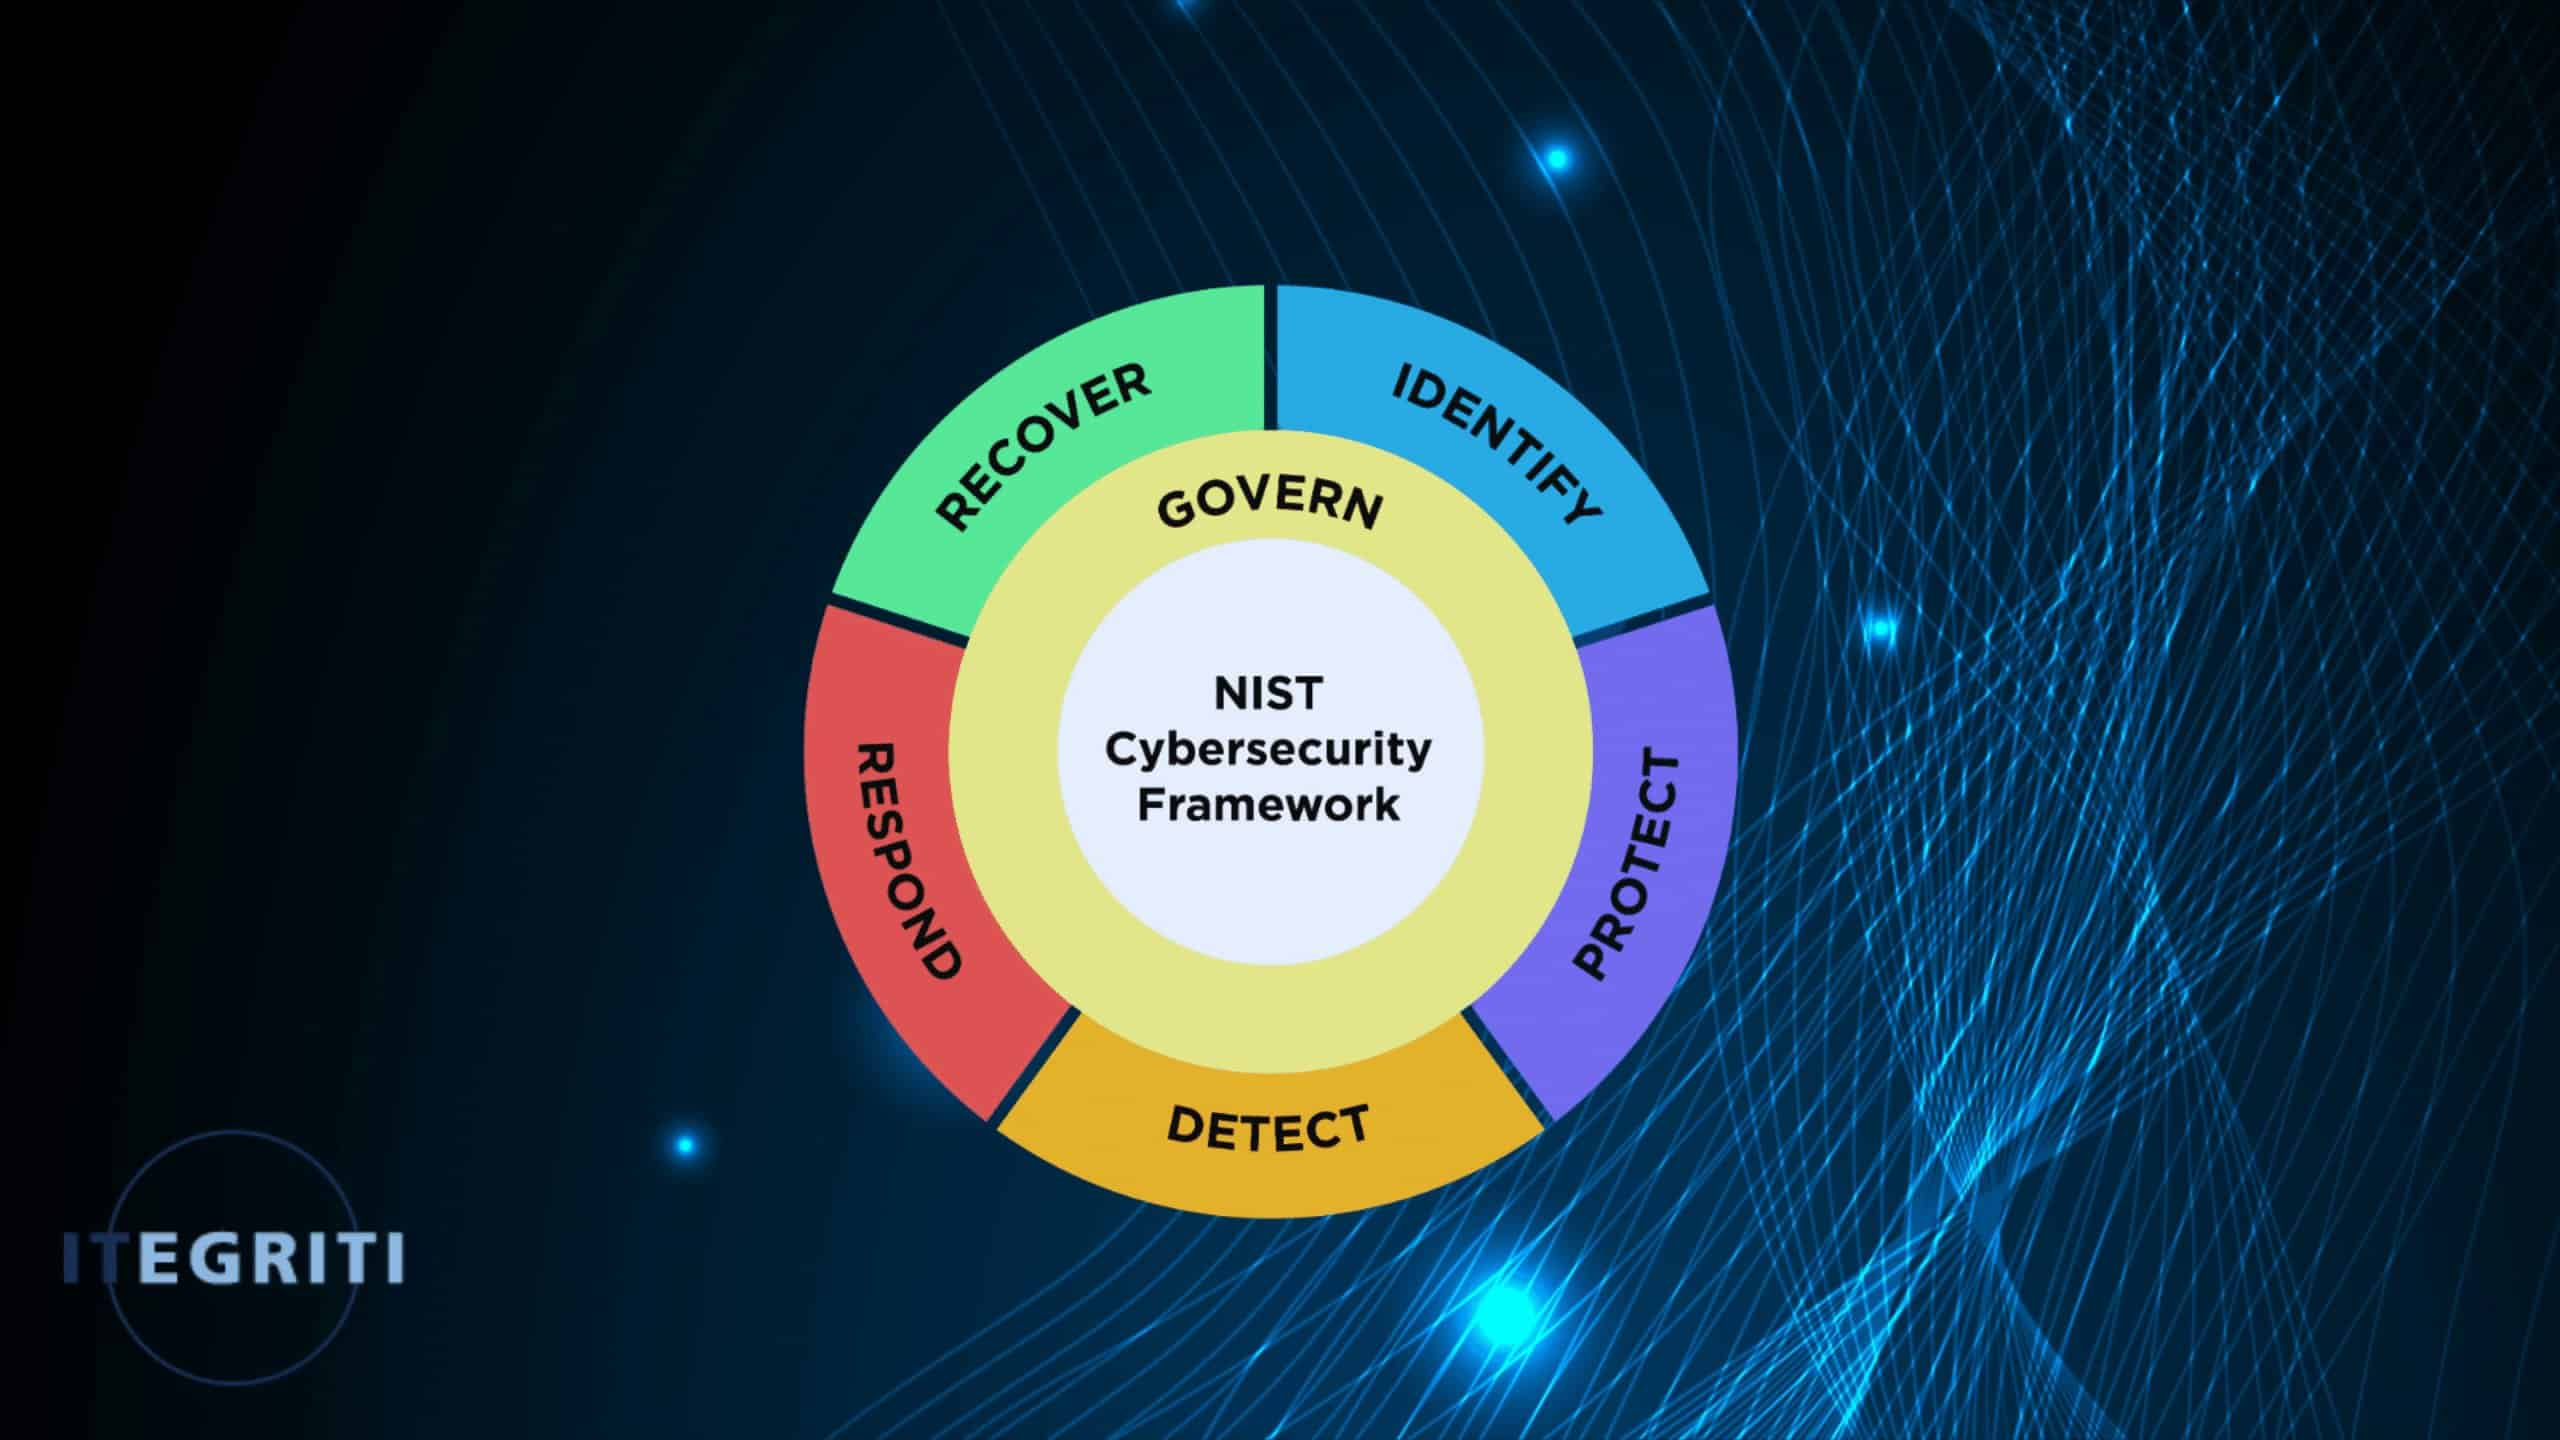 RECOVER
IDENTIFY
GOVERN
NIST
Cybersecurity
Framework
RESPOND
PROTECT
DETECT
ITEGRITI